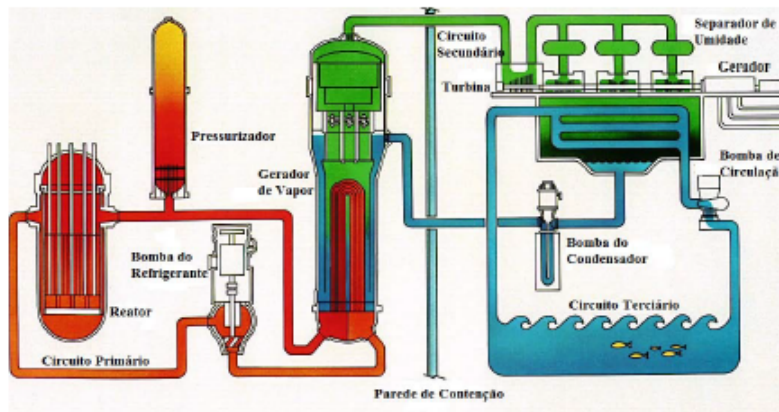 Circuito
Secundário
Separador de
Umidade
Turbina
Gerador
Pressurizador
Gerador
de Vapor
Bomba de
Circulaçã
Bomba do
Refrigerante
Bomba do
Condensador
Reator
Circuito Terciário
Circuito Primário
Parede de Contenção